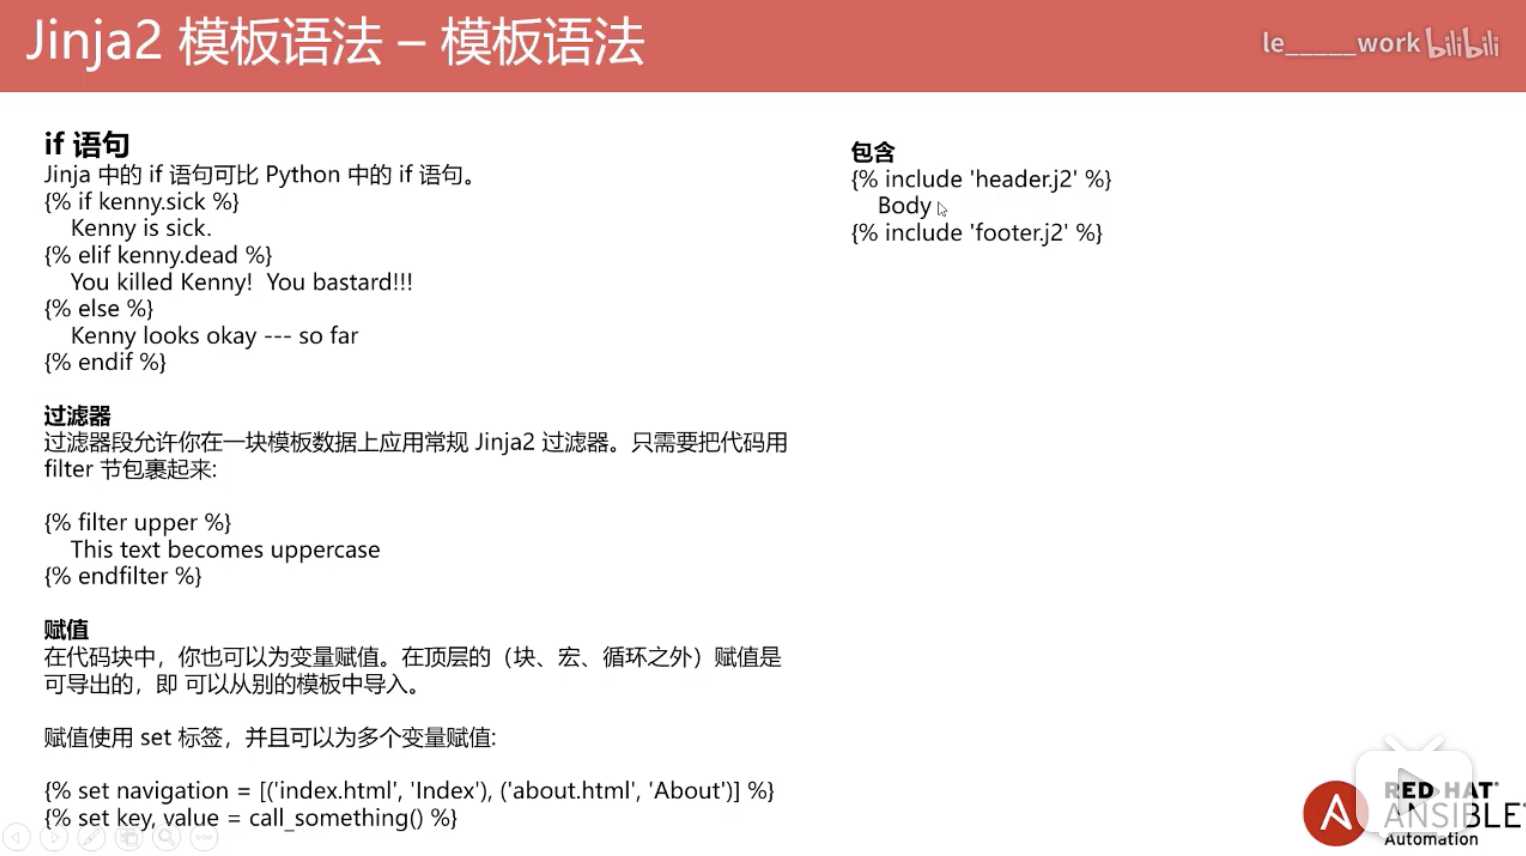 Jinja2 模板语法 – 模板语法
le_____work bilibili
if 语句
Jinja 中的 if 语句可比 Python 中的 if 语句。
{% if kenny.sick %}
Kenny is sick.
{% elif kenny.dead %}
You killed Kenny!  You bastard!!!
{% else %}
Kenny looks okay --- so far
{% endif %}
过滤器
过滤器段允许你在一块模板数据上应用常规 Jinja2 过滤器。只需要把代码用
filter 节包裹起来:
{% filter upper %}
This text becomes uppercase
{% endfilter %}
赋值
在代码块中，你也可以为变量赋值。在顶层的（块、宏、循环之外）赋值是
可导出的，即 可以从别的模板中导入。
赋值使用 set 标签，并且可以为多个变量赋值:
{% set navigation = [('index.html', 'Index'), ('about.html', 'About')] %}
{% set key, value = call_something() %}
包含
{% include 'header.j2' %}
Body
{% include 'footer.j2' %}
RED HAT
ANSIBLE
Automation